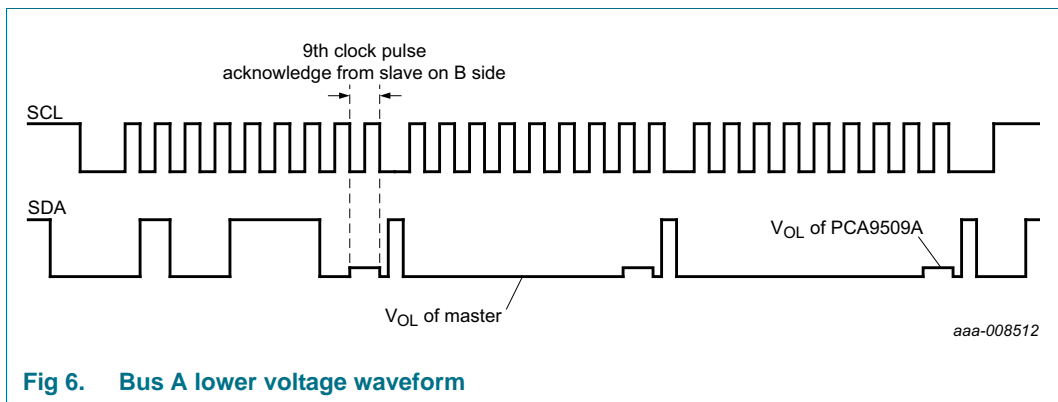 9th clock pulse
acknowledge from slave on B side
SCL
SDA
VOL of PCA9509A
VOL of master
aaa-008512
Fig 6. Bus A lower voltage waveform